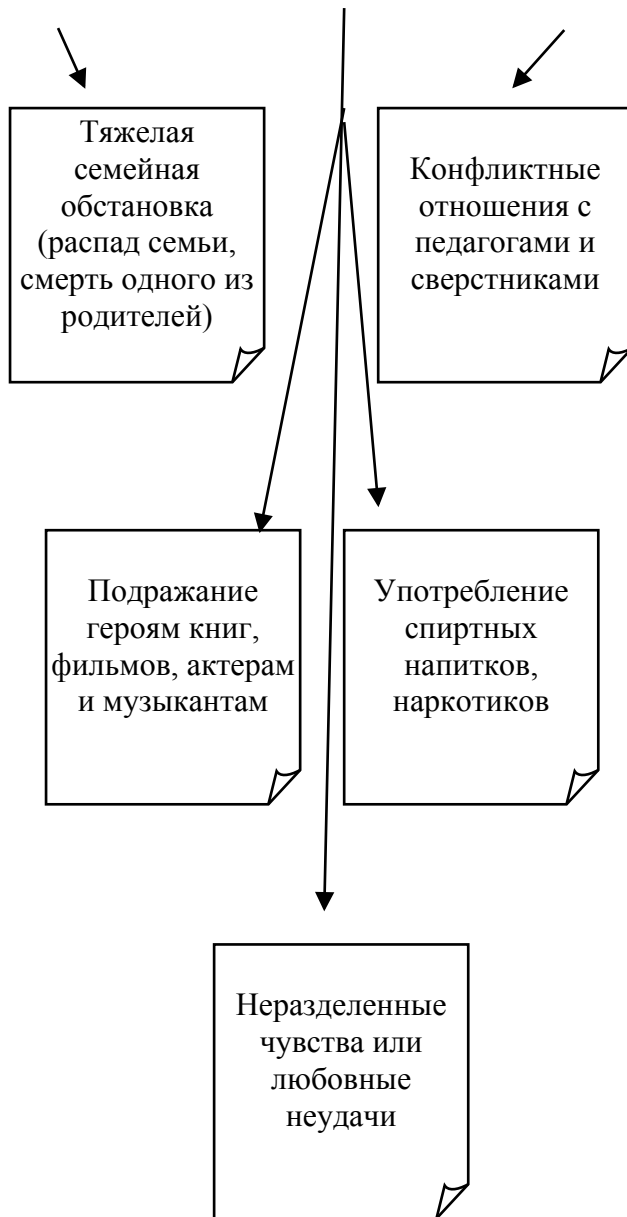 Тяжелая
семейная
обстановка
(распад семьи,
смерть одного из
родителей)
Конфликтные
отношения с
педагогами и
сверстниками
Подражание
героям книг,
фильмов, актерам
и музыкантам
Употребление
спиртных
напитков,
наркотиков
Неразделенные
чувства или
любовные
неудачи